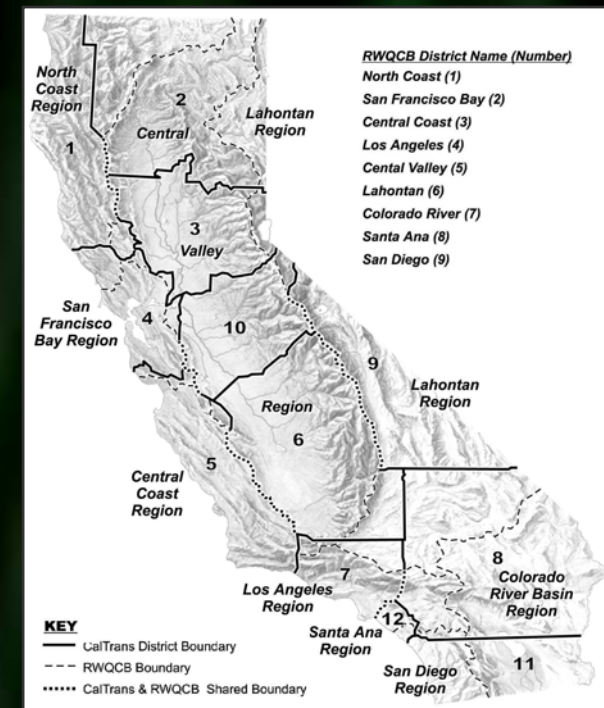 RWQCB District Name (Number)
North Coast (1)
San Francisco Bay (2)
Central Coast (3)
Los Angeles (4)
Cental Valley (5)
Lahontan (6)
Colorado River (7)
Santa Ana (8)
San Diego (9)
North
Coast
Region
1
2
Central
Lahontan
Region
3
Valley
San
Francisco
Bay Region
4
10
9
Lahontan
Region
Region
6
5
Central
Coast
Region
7
Los Angeles
Region
8
Colorado
River Basin
Region
12
Santa Ana
Region
San Diego
Region
11
KEY
CalTrans District Boundary
RWQCB Boundary
CalTrans & RWQCB Shared Boundary